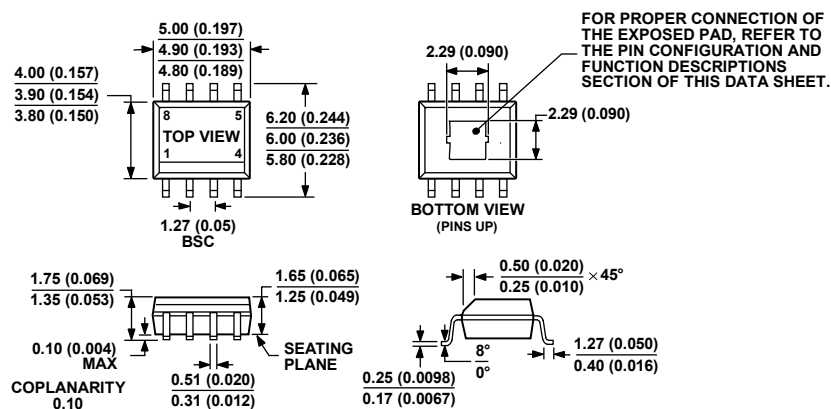 5.00 (0.197)
4.90 (0.193)
4.80 (0.189)
4.00 (0.157)
3.90 (0.154)
3.80 (0.150)
8
5
TOP VIEW
1
4
6.20 (0.244)
6.00 (0.236)
5.80 (0.228)
1.27 (0.05)
BSC
2.29 (0.090)
FOR PROPER CONNECTION OF
THE EXPOSED PAD, REFER TO
THE PIN CONFIGURATION AND
FUNCTION DESCRIPTIONS
SECTION OF THIS DATA SHEET.
2.29 (0.090)
BOTTOM VIEW
(PINS UP)
1.75 (0.069)
1.35 (0.053)
1.65 (0.065)
1.25 (0.049)
0.10 (0.004)
MAX
COPLANARITY
0.10
0.51 (0.020)
0.31 (0.012)
SEATING
PLANE
0.50 (0.020)
0.25 (0.010)
×45°
8°
0°
0.25 (0.0098)
0.17 (0.0067)
1.27 (0.050)
0.40 (0.016)